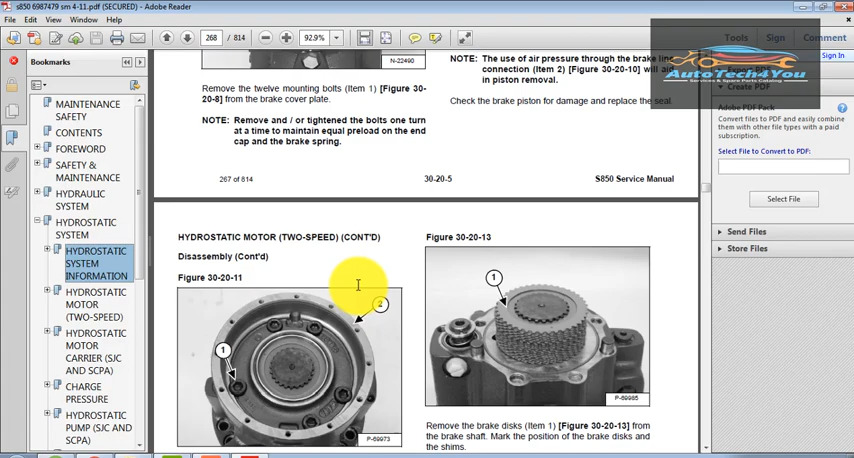 s850 6987479 sm 4-11.pdf (SECURED) - Adobe Reader
File Edit View Window Help
268 / 814
92.9%
Tools
Sign
Comment
Sign In
Bookmarks
MAINTENANCE
SAFETY
CONTENTS
FOREWORD
SAFETY &
MAINTENANCE
HYDRAULIC
SYSTEM
HYDROSTATIC
SYSTEM
HYDROSTATIC
SYSTEM
INFORMATION
HYDROSTATIC
MOTOR
(TWO-SPEED)
HYDROSTATIC
MOTOR
CARRIER (SJC
AND SCPA)
CHARGE
PRESSURE
HYDROSTATIC
PUMP (SJC AND
SCPA)
N-22490
Remove the twelve mounting bolts (Item 1) [Figure 30-
20-8] from the brake cover plate.
NOTE: Remove and / or tightened the bolts one turn
at a time to maintain equal preload on the end
cap and the brake spring.
NOTE: The use of air pressure through the brake line
connection (Item 2) [Figure 30-20-10] will aid
in piston removal.
Check the brake piston for damage and replace the seal.
267 of 814
30-20-5
S850 Service Manual
HYDROSTATIC MOTOR (TWO-SPEED) (CONT'D)
Disassembly (Cont'd)
Figure 30-20-11
1
2
P-69973
Figure 30-20-13
1
P-69985
Remove the brake disks (Item 1) [Figure 30-20-13] from
the brake shaft. Mark the position of the brake disks and
the shims.
AutoTech4You
Services & Spare Parts Catalog
Create PDF
Adobe PDF Pack
Convert files to PDF and easily combine
them with other file types with a paid
subscription.
Select File to Convert to PDF:
Select File
Send Files
Store Files